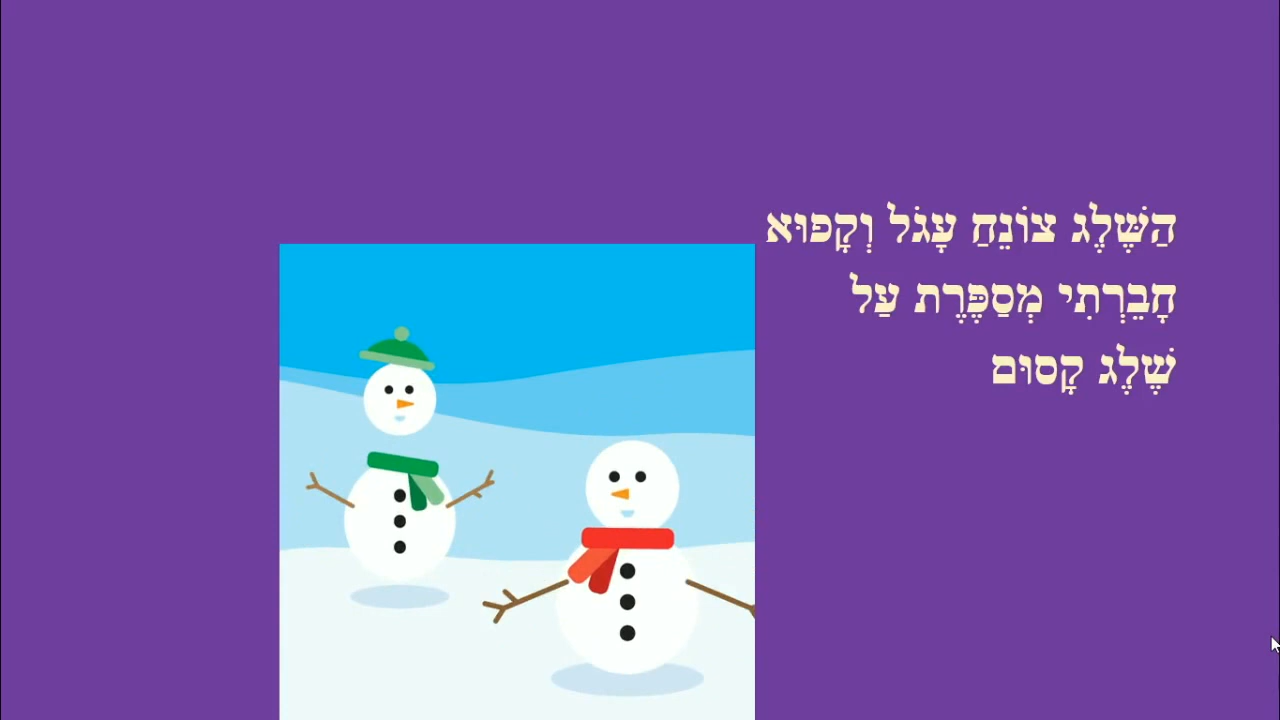 הַשֶּׁלֶג צוֹנֵחַ עָגֹל וְקָפוּא
חָבֵרְתִי מְסַפֶּרֶת עַל
שֶׁלֶג קָסוּם